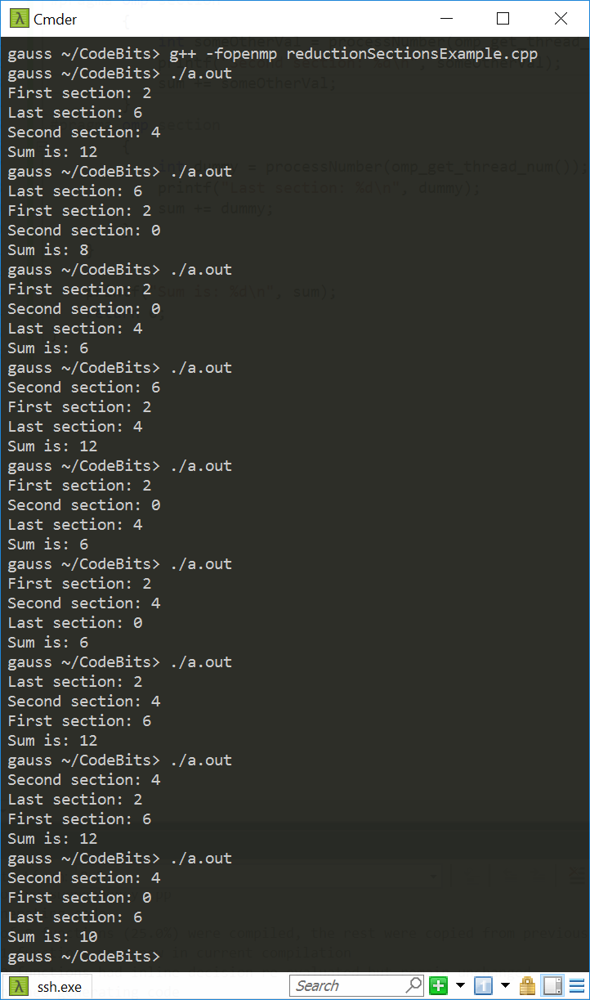 Cmder
gauss ~/CodeBits> g++ -fopenmp reductionSectionsExample.cpp
gauss ~/CodeBits> ./a.out
First section: 2
Last section: 6
Second section: 4
Sum is: 12
gauss ~/CodeBits> ./a.out
Last section: 6
First section: 2
Second section: 0
Sum is: 8
gauss ~/CodeBits> ./a.out
First section: 2
Second section: 0
Last section: 4
Sum is: 6
gauss ~/CodeBits> ./a.out
Second section: 6
First section: 2
Last section: 4
Sum is: 12
gauss ~/CodeBits> ./a.out
First section: 2
Second section: 0
Last section: 4
Sum is: 6
gauss ~/CodeBits> ./a.out
First section: 2
Second section: 4
Last section: 0
Sum is: 6
gauss ~/CodeBits> ./a.out
Last section: 2
Second section: 4
First section: 6
Sum is: 12
gauss ~/CodeBits> ./a.out
Second section: 4
Last section: 2
First section: 6
Sum is: 12
gauss ~/CodeBits> ./a.out
Second section: 4
First section: 0
Last section: 6
Sum is: 10
gauss ~/CodeBits>
ssh.exe Search